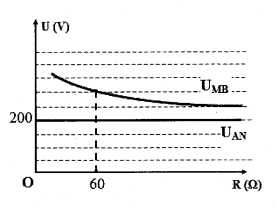 U (V)
U_MB
200
U_AN
O
60
R (Ω)